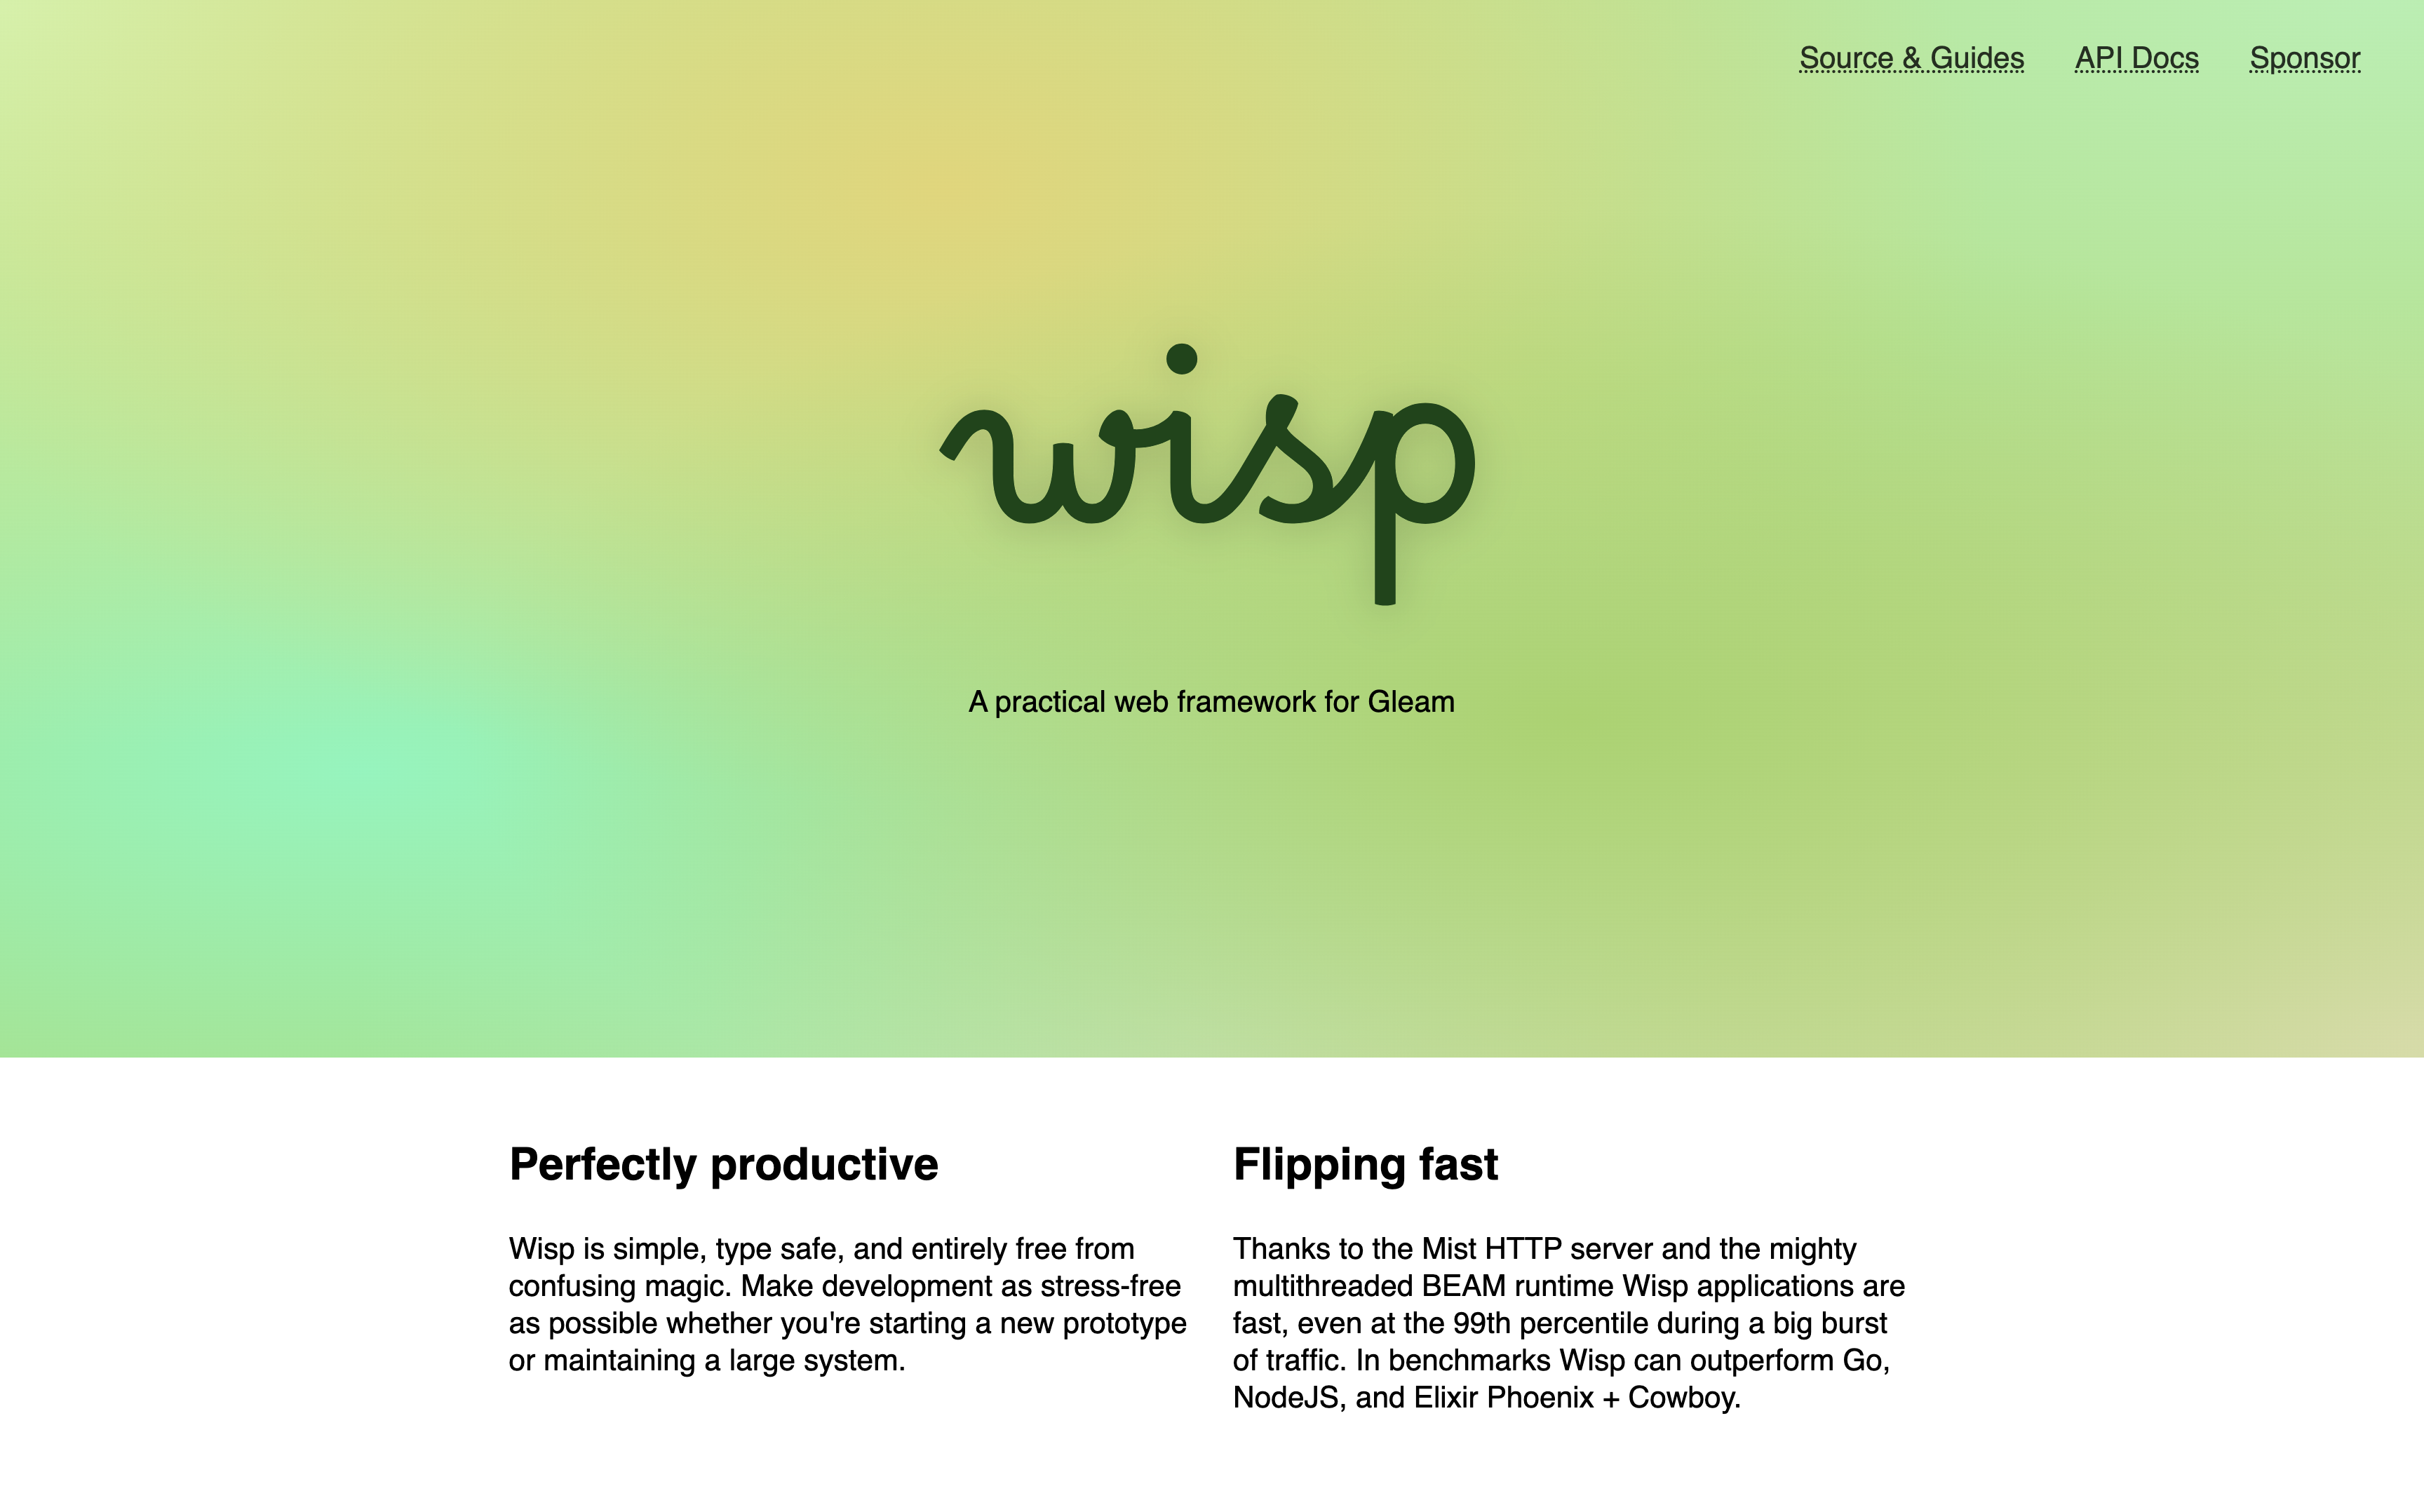 Source & Guides API Docs Sponsor
wisp
A practical web framework for Gleam
Perfectly productive
Wisp is simple, type safe, and entirely free from
confusing magic. Make development as stress-free
as possible whether you're starting a new prototype
or maintaining a large system.
Flipping fast
Thanks to the Mist HTTP server and the mighty
multithreaded BEAM runtime Wisp applications are
fast, even at the 99th percentile during a big burst
of traffic. In benchmarks Wisp can outperform Go,
NodeJS, and Elixir Phoenix + Cowboy.